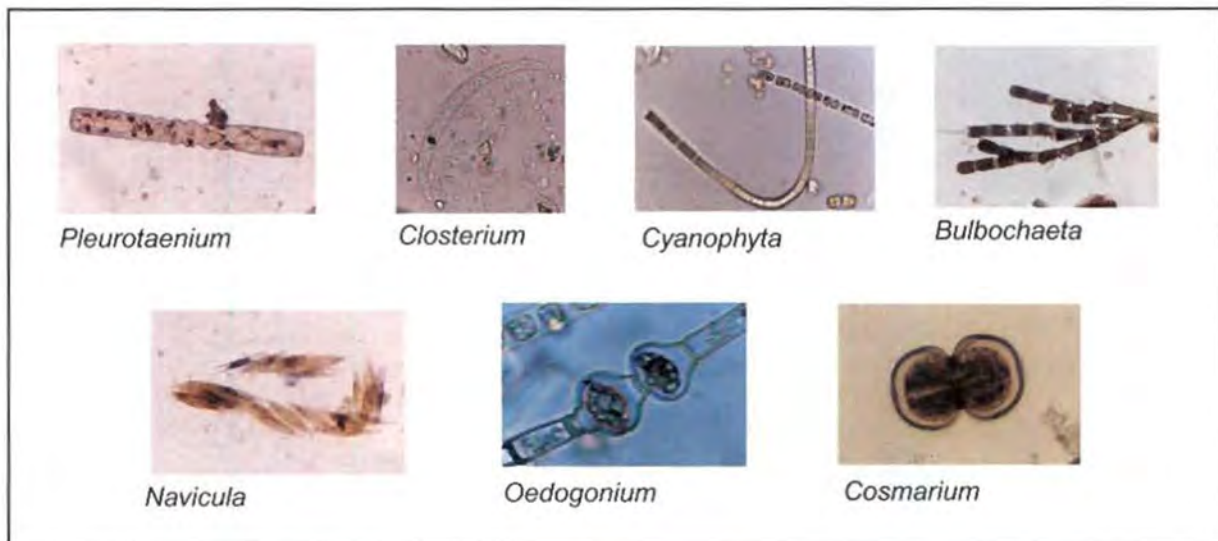 Pleurotaenium
Closterium
Cyanophyta
Bulbochaeta
Navicula
Oedogonium
Cosmarium